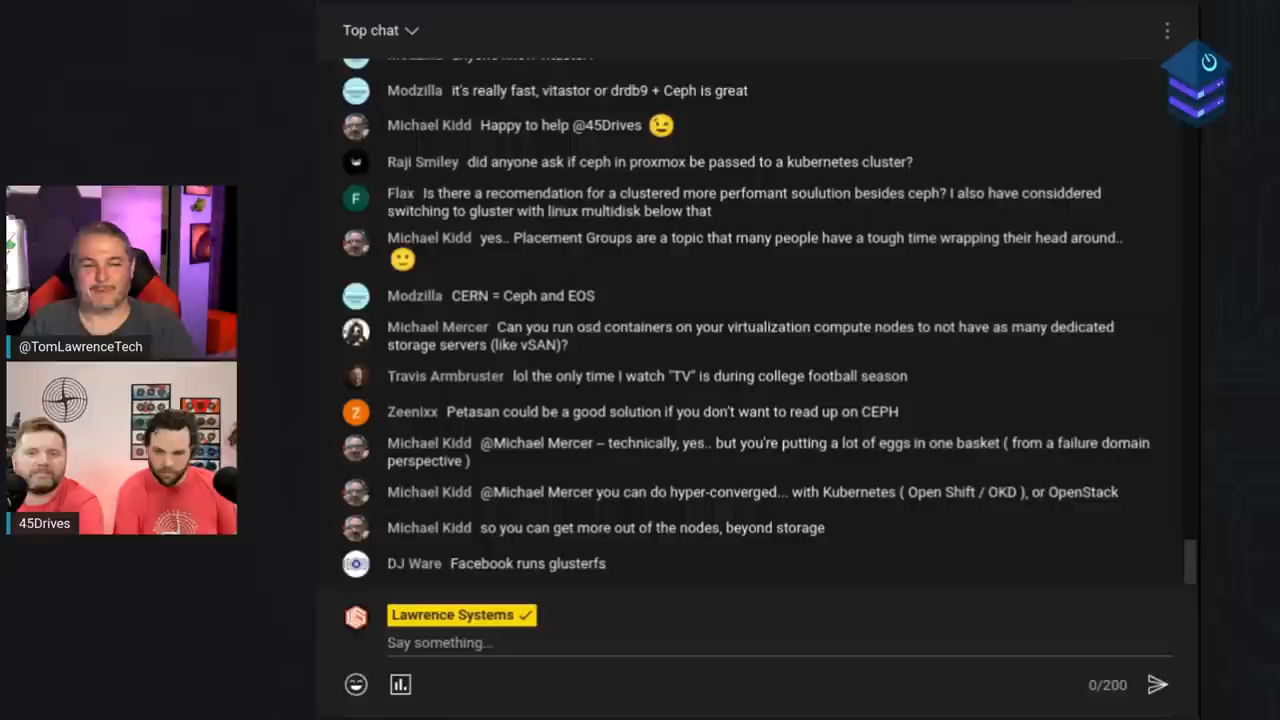 Top chat
Modzilla it's really fast, vitastor or drdb9 + Ceph is great
Michael Kidd Happy to help @45Drives
Raji Smiley did anyone ask if ceph in proxmox be passed to a kubernetes cluster?
Flax Is there a recomendation for a clustered more perfomant soulution besides ceph? I also have considdered
switching to gluster with linux multidisk below that
Michael Kidd yes.. Placement Groups are a topic that many people have a tough time wrapping their head around..
Modzilla CERN = Ceph and EOS
Michael Mercer Can you run osd containers on your virtualization compute nodes to not have as many dedicated
storage servers (like vSAN)?
Travis Armbruster lol the only time I watch "TV" is during college football season
Z
Zeenixx Petasan could be a good solution if you don't want to read up on CEPH
Michael Kidd @Michael Mercer – technically, yes.. but you're putting a lot of eggs in one basket ( from a failure domain
perspective )
Michael Kidd @Michael Mercer you can do hyper-converged... with Kubernetes ( Open Shift / OKD ), or OpenStack
Michael Kidd so you can get more out of the nodes, beyond storage
DJ Ware Facebook runs glusterfs
Lawrence Systems
Say something...
0/200
F
@TomLawrenceTech
45Drives